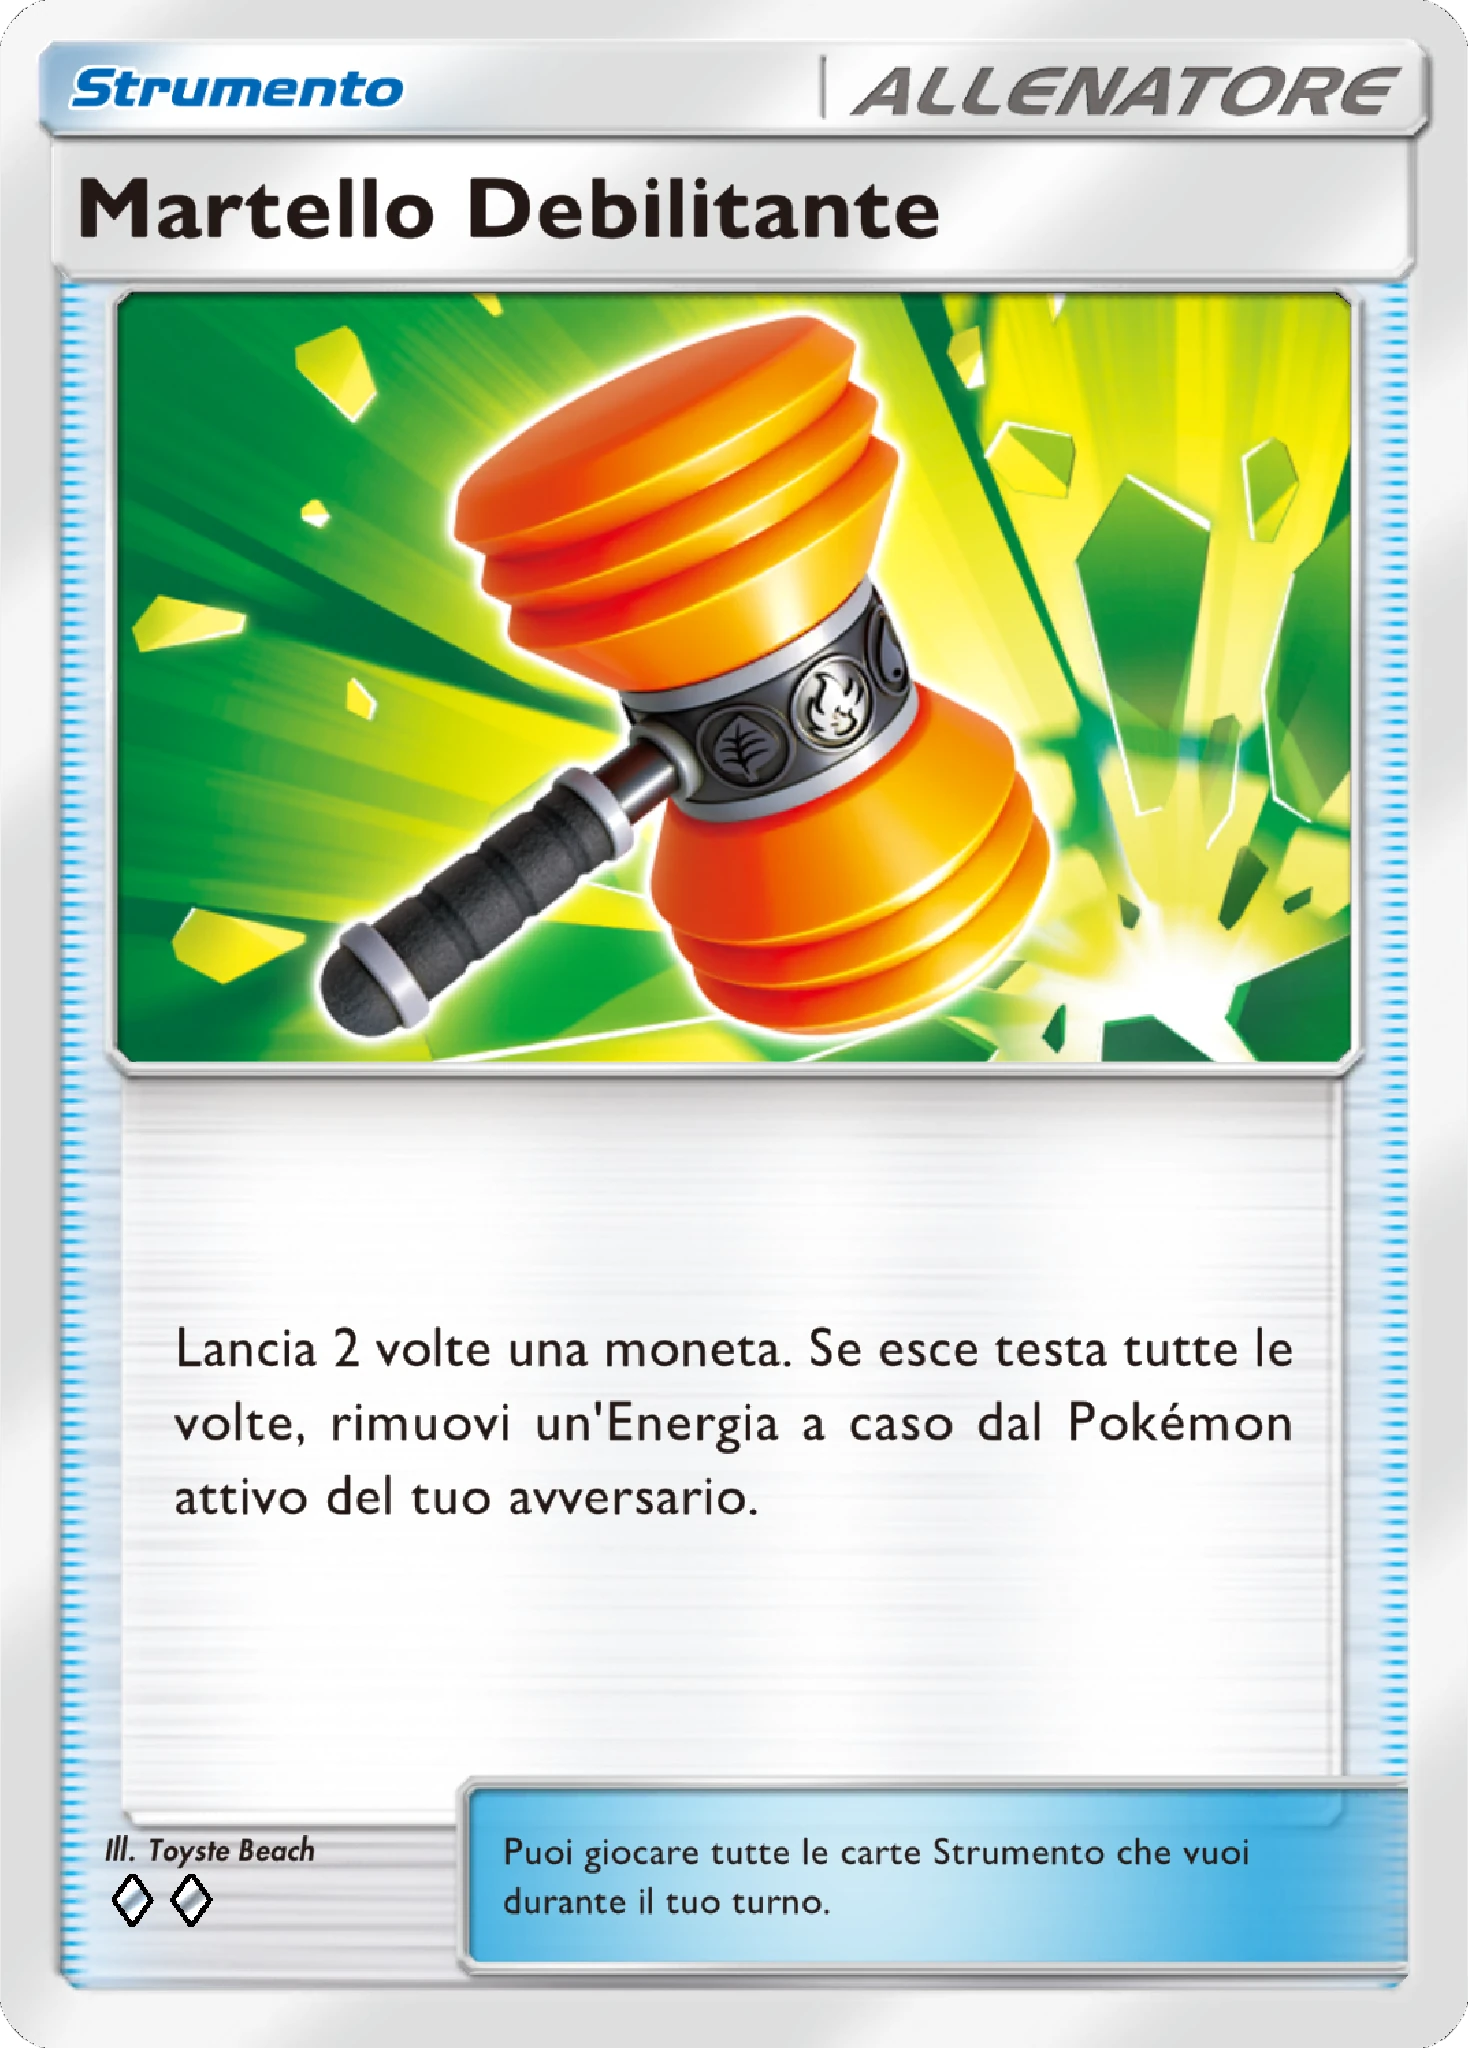 Strumento
ALLENATORE
Martello Debilitante
Lancia 2 volte una moneta. Se esce testa tutte le
volte, rimuovi un'Energia a caso dal Pokémon
attivo del tuo avversario.
Ill. Toyste Beach
Puoi giocare tutte le carte Strumento che vuoi
durante il tuo turno.